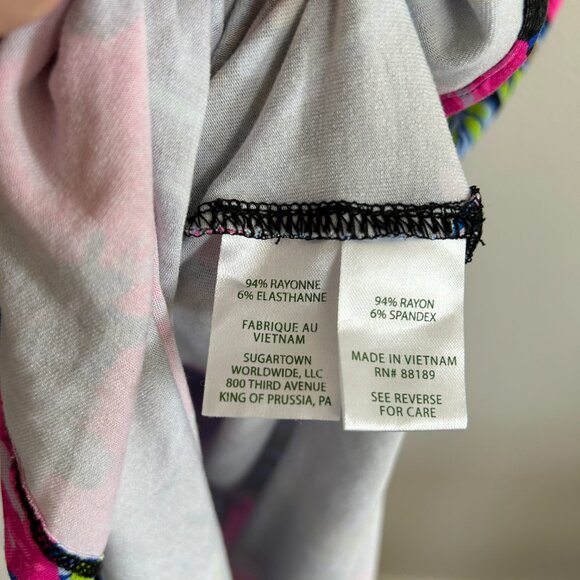 94% RAYONNE
6% ELASTHANNE
FABRIQUE AU
VIETNAM
SUGARTOWN
WORLDWIDE, LLC
800 THIRD AVENUE
KING OF PRUSSIA, PA
94% RAYON
6% SPANDEX
MADE IN VIETNAM
RN# 88189
SEE REVERSE
FOR CARE